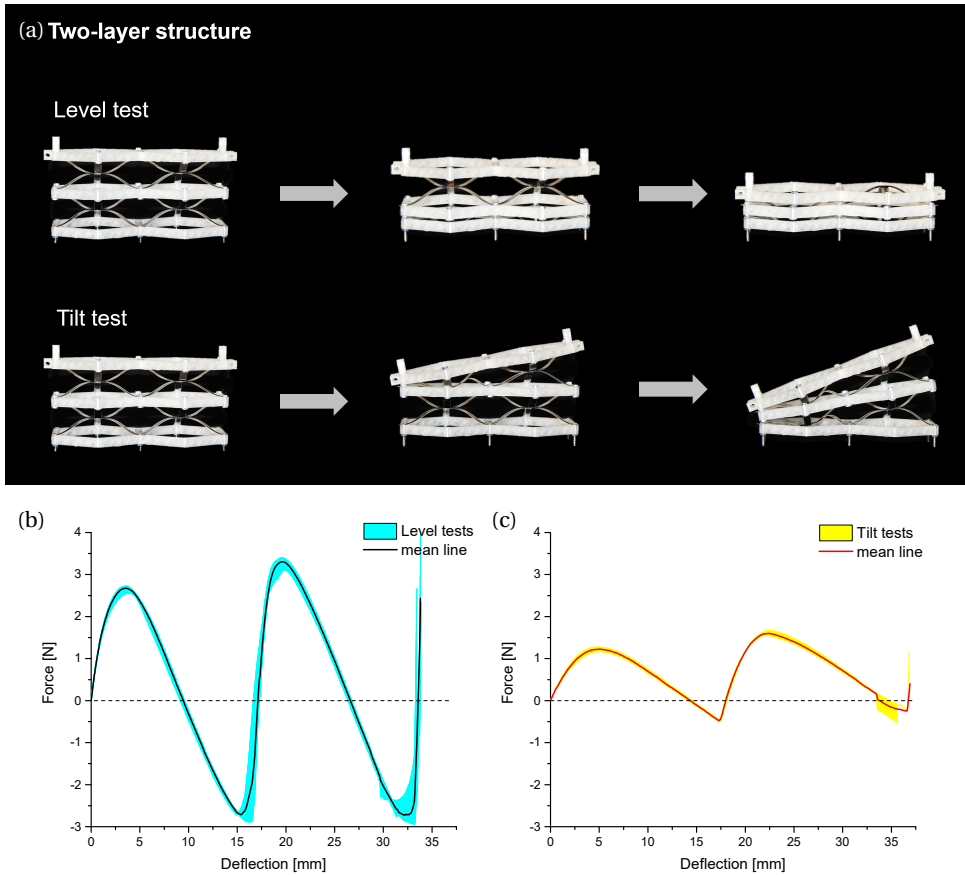 (a) Two-layer structure
Level test
Tilt test
(b)
4
3
2
1
0
-1
-2
-3
Force [N]
0 5 10 15 20 25 30 35
Deflection [mm]
Level tests
mean line
(c)
4
3
2
1
0
-1
-2
-3
Force [N]
0 5 10 15 20 25 30 35
Deflection [mm]
Tilt tests
mean line